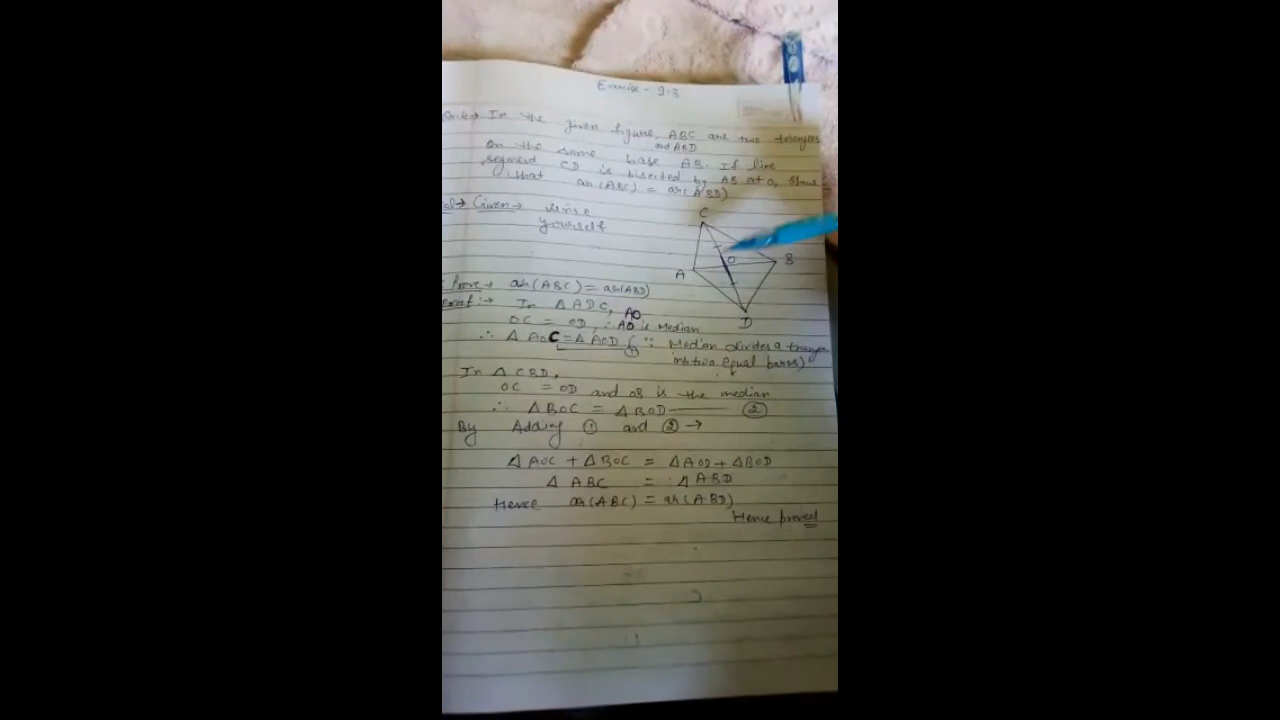 Exercise - 9.3
In the given figure, ABC are two triangles
and ABD
on the same base AB. If line
segment CD is bisected by AB at O, show
that ar(ABC) = ar(ABD)
Given→ write
yourself
C
A
O
B
D
Prove→ ar(ABC) = ar(ABD)
In △ADC, AO
OC = OD, ∴ AO is Median
∴ △AOC = △AOD (∵ Median divides a
① into two equal
In △CBD,
OC = OD and OB is the median
∴ △BOC = △BOD ②
By Adding ① and ② →
△AOC + △BOC = △AOD + △BOD
△ABC = △ABD
Hence ar(ABC) = ar(ABD)
Hence proved